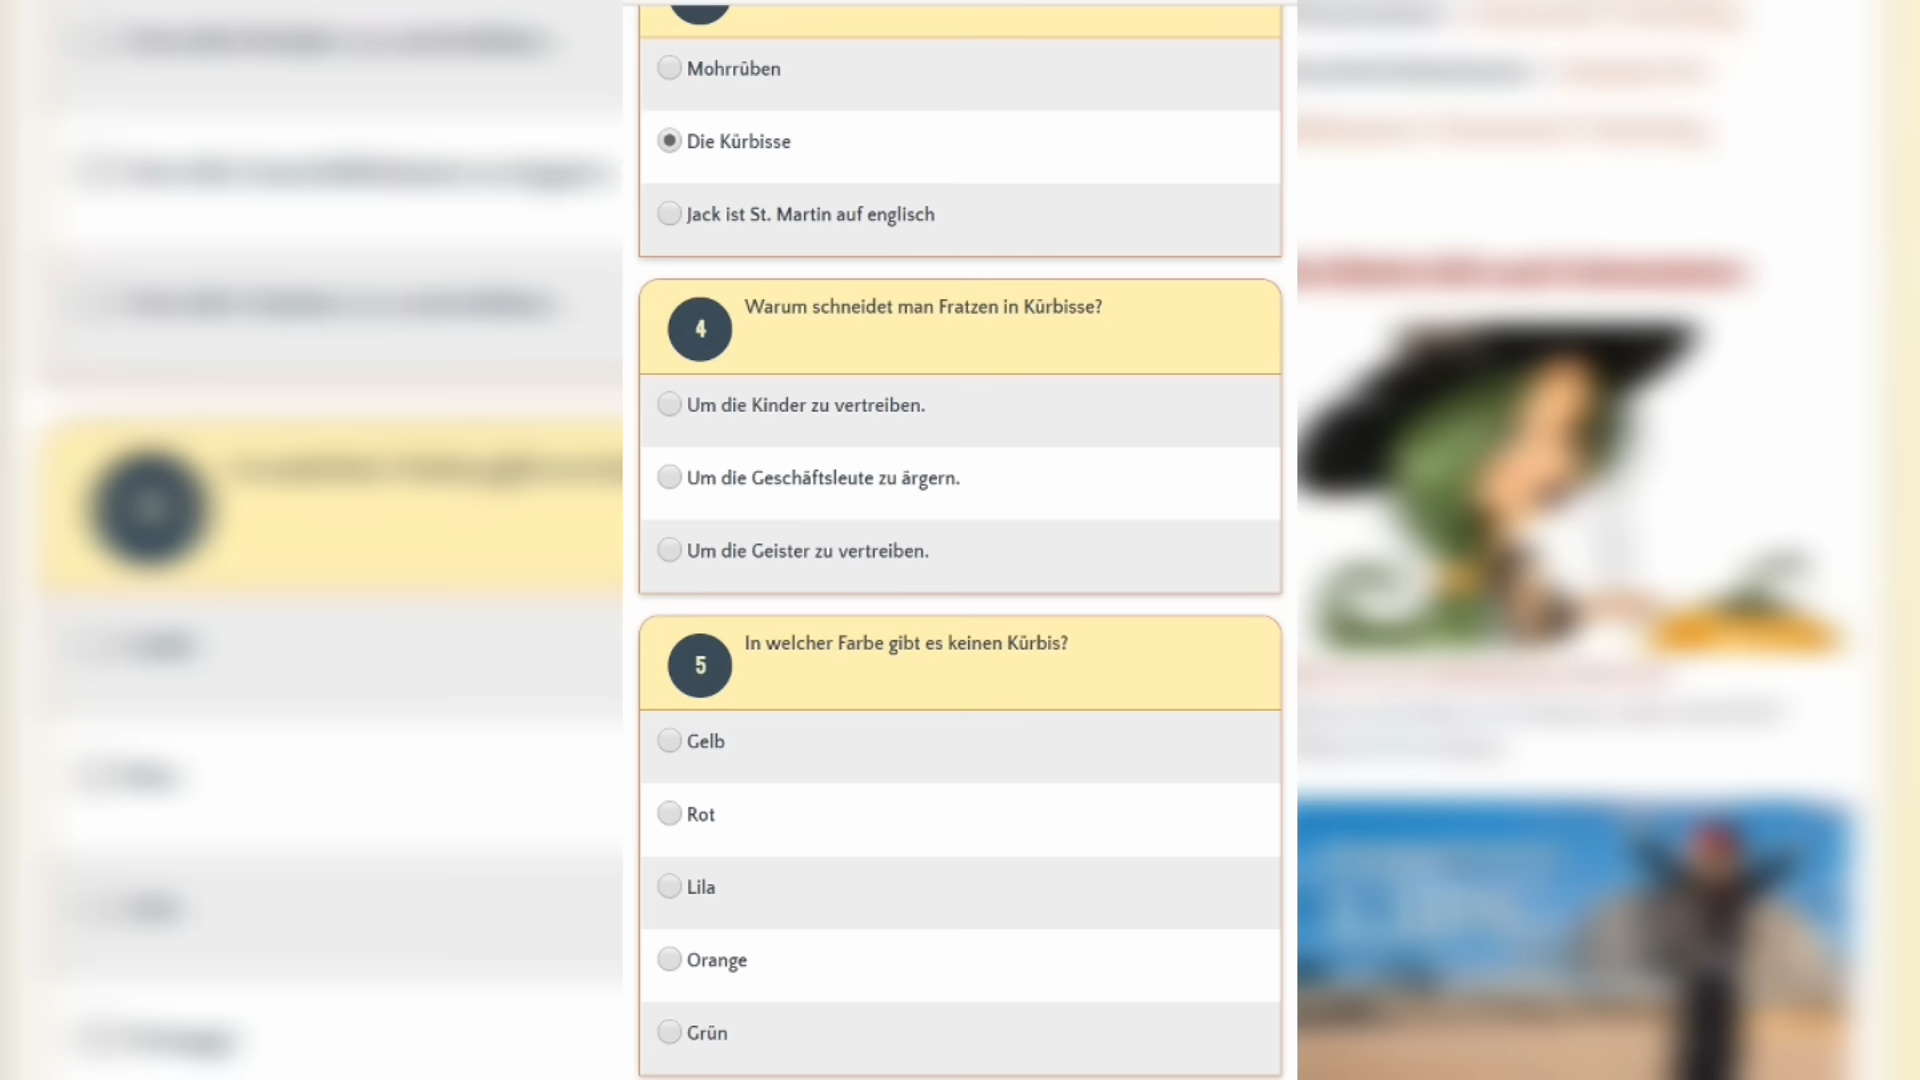 Mohrrüben
Die Kürbisse
Jack ist St. Martin auf englisch
4
Warum schneidet man Fratzen in Kürbisse?
Um die Kinder zu vertreiben.
Um die Geschäftsleute zu ärgern.
Um die Geister zu vertreiben.
5
In welcher Farbe gibt es keinen Kürbis?
Gelb
Rot
Lila
Orange
Grün